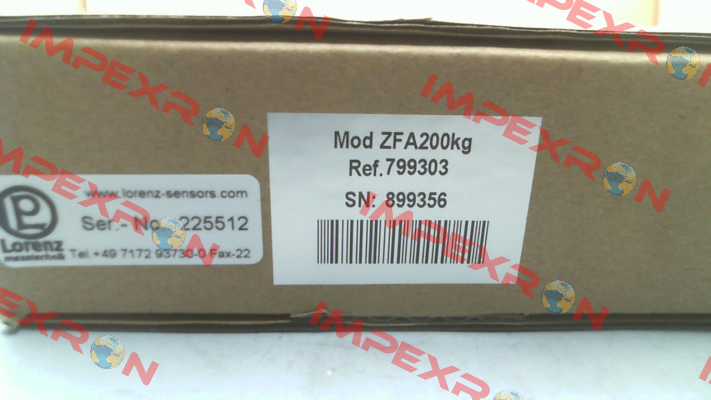 Mod ZFA200kg
Ref.799303
SN: 899356
www.lorenz-sensors.com
Ser.- No. 225512
Lorenz
messtechnik
Tel.+49 7172 93730-0 Fax-22
IMPEXRON
IMPEXRON
IMPEXRON
IMPEXRON
IMPEXRON